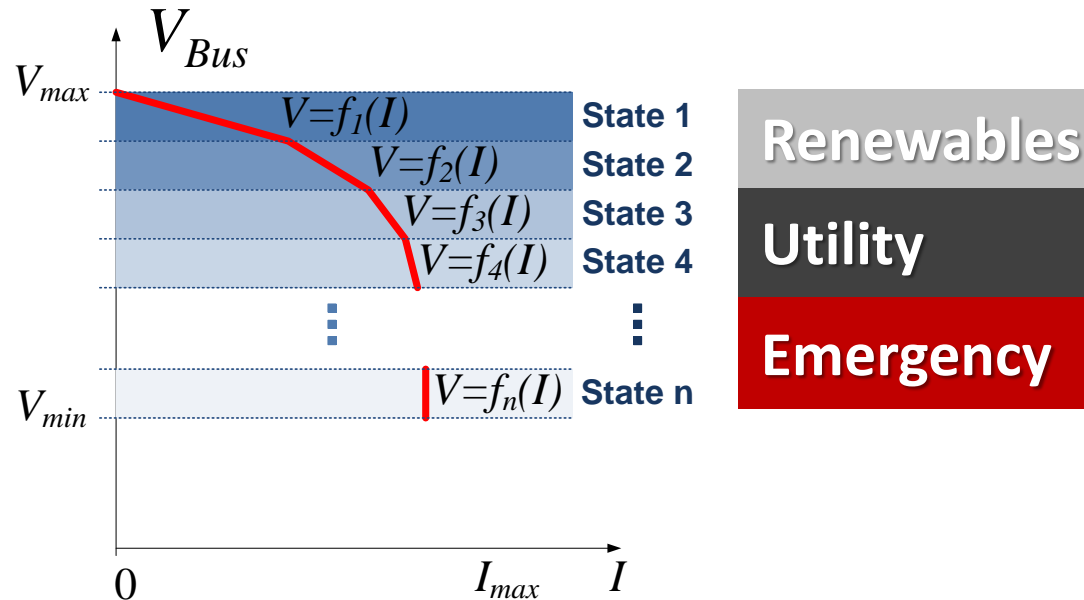 V_Bus
V_max
V=f_1(I)
State 1
V=f_2(I)
State 2
V=f_3(I)
State 3
V=f_4(I)
State 4
V=f_n(I)
State n
V_min
0
I_max
I
Renewables
Utility
Emergency